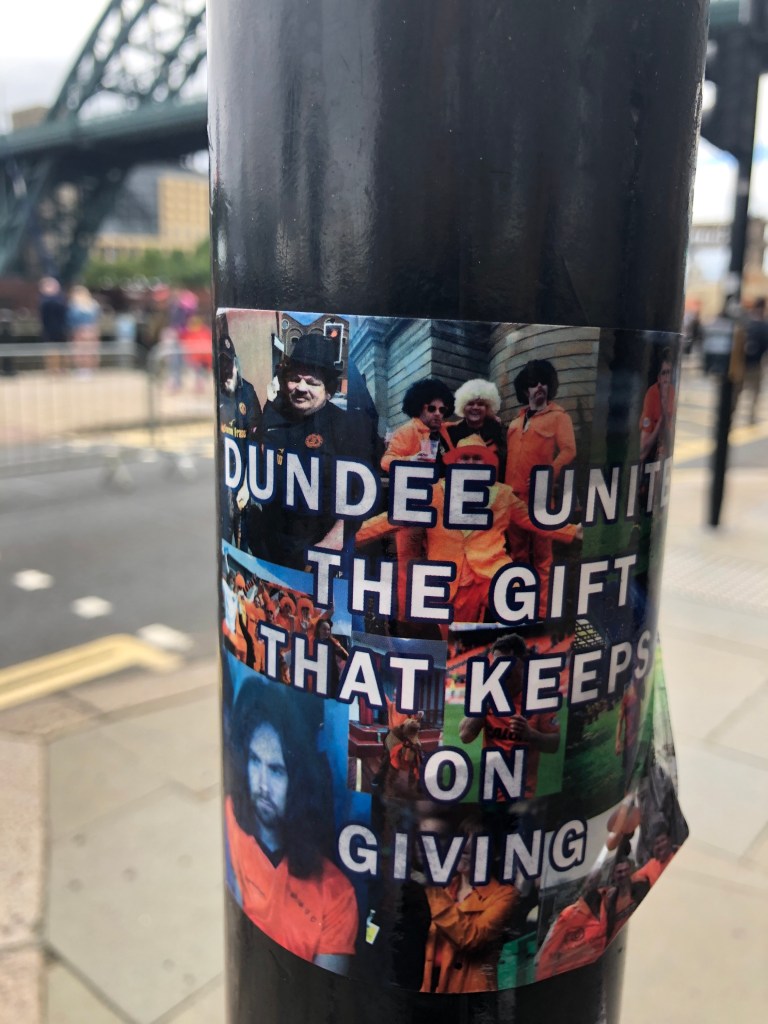 DUNDEE UNITE
THE GIFT
THAT KEEPS
ON
GIVING